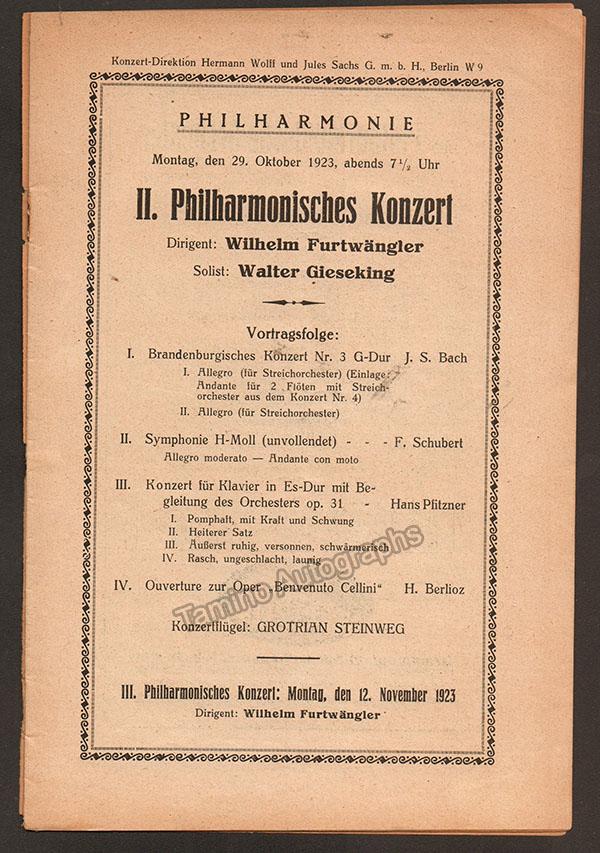 Konzert-Direktion Hermann Wolff und Jules Sachs G. m. b. H., Berlin W 9
PHILHARMONIE
Montag, den 29. Oktober 1923, abends 7 1/2 Uhr
II. Philharmonisches Konzert
Dirigent: Wilhelm Furtwängler
Solist: Walter Gieseking
Vortragsfolge:
I. Brandenburgisches Konzert Nr. 3 G-Dur J. S. Bach
I. Allegro (für Streichorchester) (Einlage:
Andante für 2 Flöten mit Streich-
orchester aus dem Konzert Nr. 4)
II. Allegro (für Streichorchester)
II. Symphonie H-Moll (unvollendet) - - - F. Schubert
Allegro moderato — Andante con moto
III. Konzert für Klavier in Es-Dur mit Be-
gleitung des Orchesters op. 31 - Hans Pfitzner
I. Pomphaft, mit Kraft und Schwung
II. Heiterer Satz
III. Äußerst ruhig, versonnen, schwärmerisch
IV. Rasch, ungeschlacht, launig
IV. Ouverture zur Oper „Benvenuto Cellini" H. Berlioz
Tamino Autographs
Konzertflügel: GROTRIAN STEINWEG
III. Philharmonisches Konzert: Montag, den 12. November 1923
Dirigent: Wilhelm Furtwängler